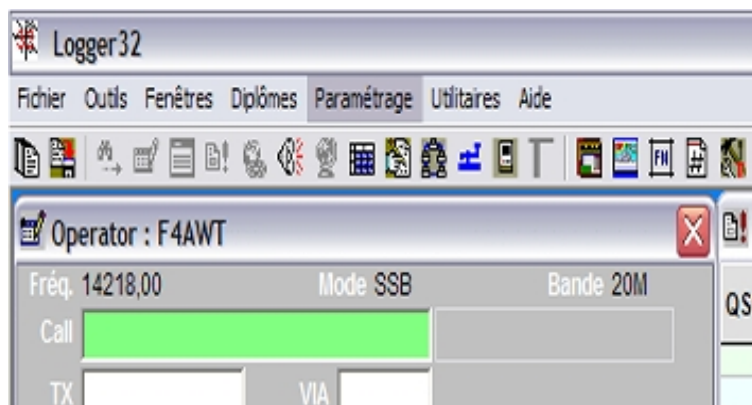 Logger32
Fichier Outils Fenêtres Diplômes Paramétrage Utilitaires Aide
Operator : F4AWT
Fréq. 14218,00 Mode SSB Bande 20M
QS
Call
TX VIA